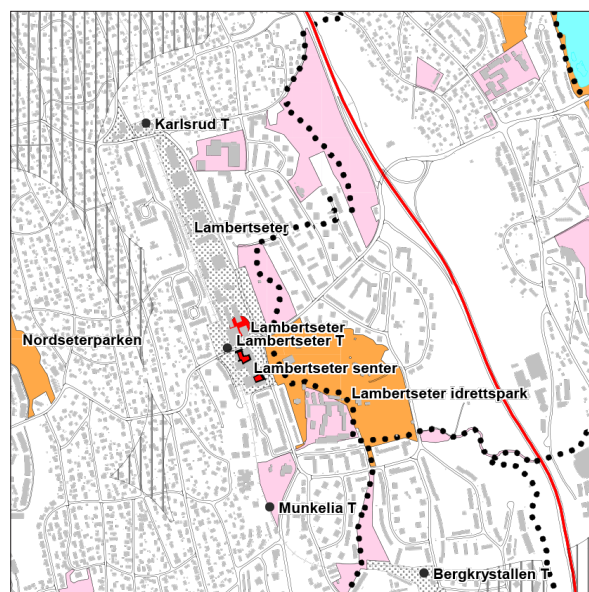 Karlsrud T
Lambertseter
Lambertseter
Nordseterparken
Lambertseter T
Lambertseter senter
Lambertseter idrettspark
Munkelia T
Bergkrystallen T